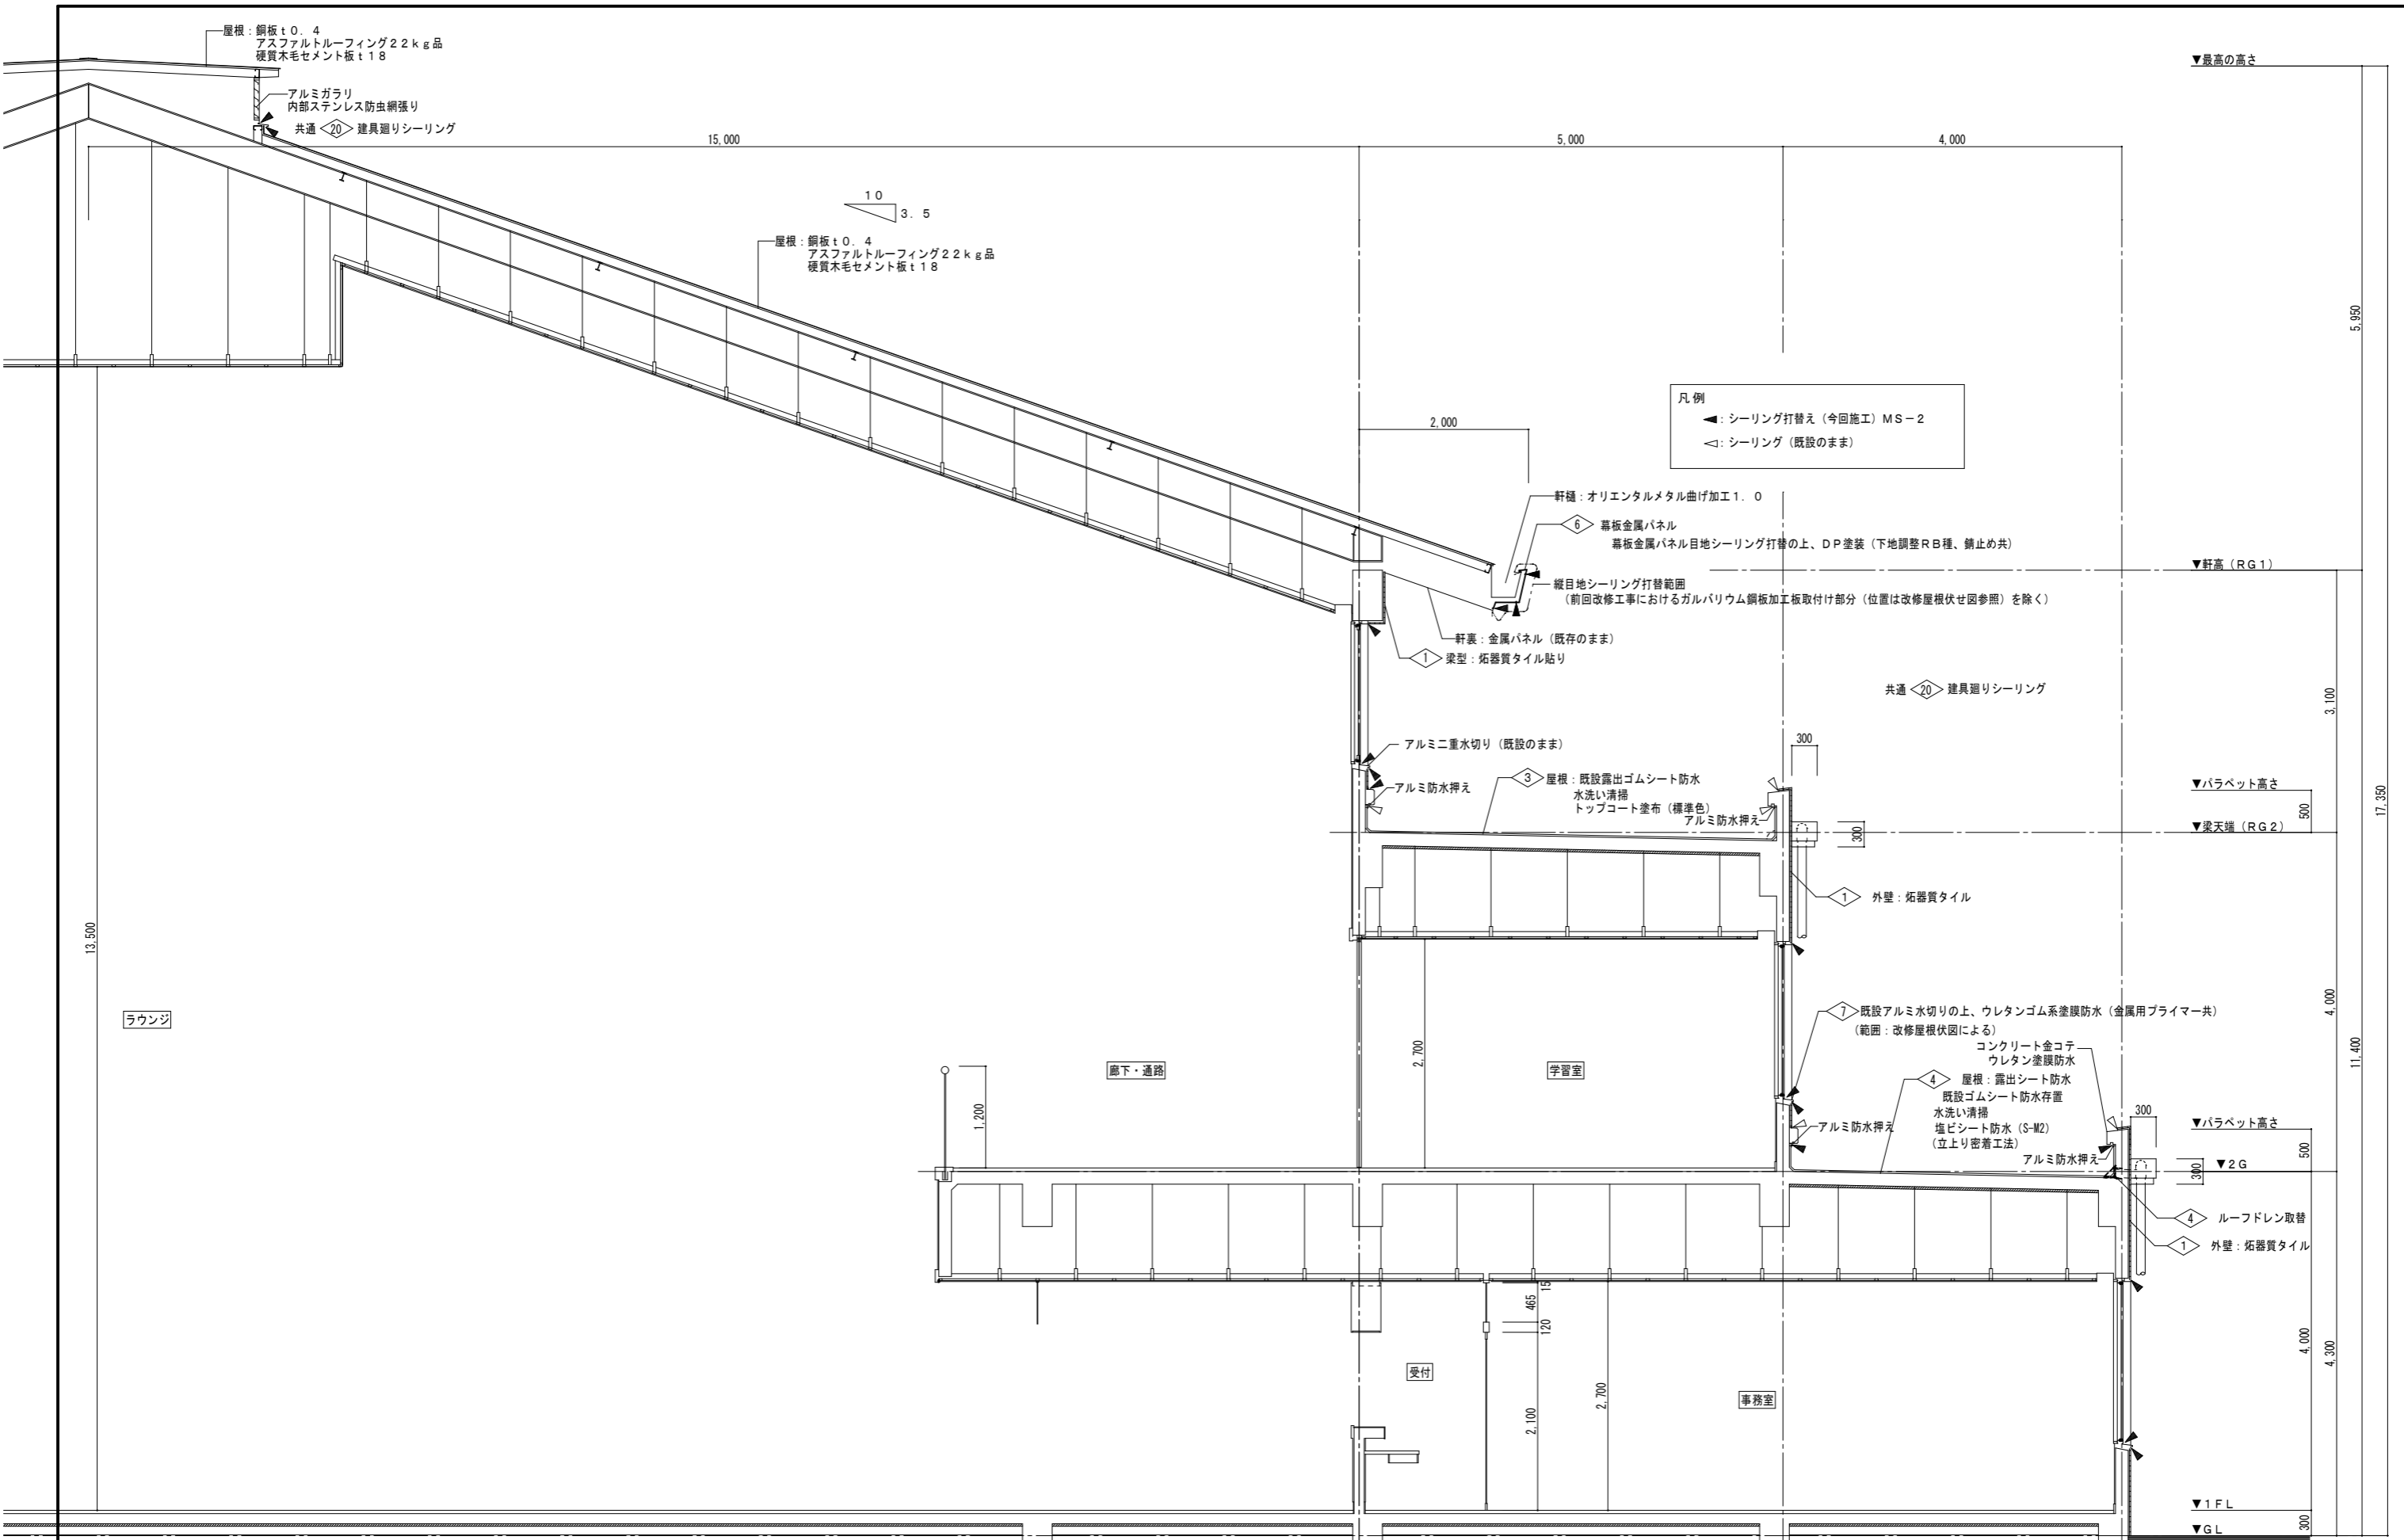 屋根：銅板ｔ０．４
アスファルトルーフィング２２ｋｇ品
硬質木毛セメント板ｔ１８
アルミガラリ
内部ステンレス防虫網張り
共通 20 建具廻りシーリング
▼最高の高さ
15,000
5,000
4,000
１０
３．５
屋根：銅板ｔ０．４
アスファルトルーフィング２２ｋｇ品
硬質木毛セメント板ｔ１８
5,950
凡例
：シーリング打替え（今回施工）ＭＳ－２
：シーリング（既設のまま）
2,000
軒樋：オリエンタルメタル曲げ加工１．０
6 幕板金属パネル
幕板金属パネル目地シーリング打替の上、ＤＰ塗装（下地調整ＲＢ種、錆止め共）
▼軒高（ＲＧ１）
縦目地シーリング打替範囲
（前回改修工事におけるガルバリウム鋼板加工板取付け部分（位置は改修屋根伏せ図参照）を除く）
軒裏：金属パネル（既存のまま）
1 梁型：炻器質タイル貼り
共通 20 建具廻りシーリング
3,100
アルミ二重水切り（既設のまま）
300
アルミ防水押え
3 屋根：既設露出ゴムシート防水
水洗い清掃
トップコート塗布（標準色）
アルミ防水押え
▼パラペット高さ
500
17,350
▼梁天端（ＲＧ２）
300
1 外壁：炻器質タイル
13,500
ラウンジ
7 既設アルミ水切りの上、ウレタンゴム系塗膜防水（金属用プライマー共）
（範囲：改修屋根伏図による）
4,000
11,400
コンクリート金コテ
ウレタン塗膜防水
2,700
廊下・通路
学習室
4 屋根：露出シート防水
既設ゴムシート防水存置
水洗い清掃
塩ビシート防水（S-M2）
（立上り密着工法）
1,200
アルミ防水押え
アルミ防水押え
300
▼パラペット高さ
500
▼２Ｇ
300
4 ルーフドレン取替
1 外壁：炻器質タイル
15
465
120
4,000
4,300
受付
2,100
2,700
事務室
▼１ＦＬ
300
▼ＧＬ